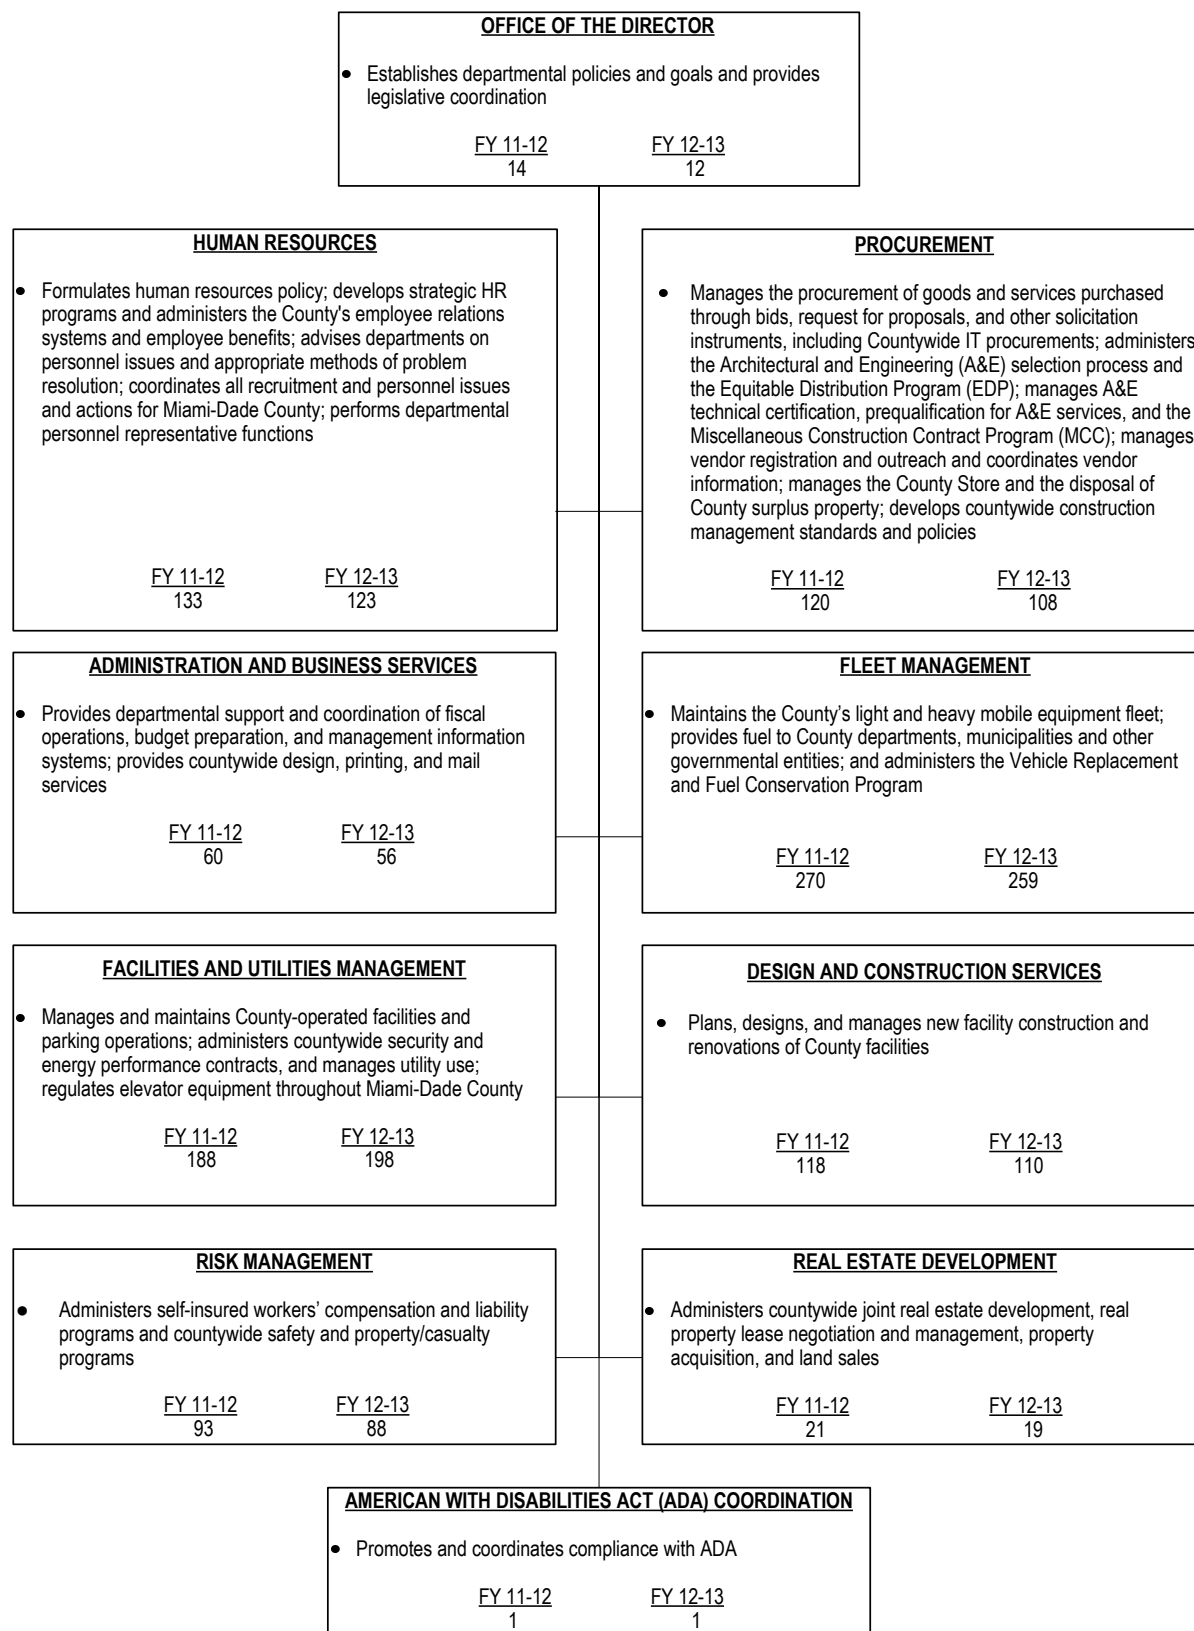 OFFICE OF THE DIRECTOR
• Establishes departmental policies and goals and provides
legislative coordination
FY 11-12 FY 12-13
14 12
HUMAN RESOURCES
• Formulates human resources policy; develops strategic HR
programs and administers the County's employee relations
systems and employee benefits; advises departments on
personnel issues and appropriate methods of problem
resolution; coordinates all recruitment and personnel issues
and actions for Miami-Dade County; performs departmental
personnel representative functions
FY 11-12 FY 12-13
133 123
PROCUREMENT
• Manages the procurement of goods and services purchased
through bids, request for proposals, and other solicitation
instruments, including Countywide IT procurements; administers
the Architectural and Engineering (A&E) selection process and
the Equitable Distribution Program (EDP); manages A&E
technical certification, prequalification for A&E services, and the
Miscellaneous Construction Contract Program (MCC); manages
vendor registration and outreach and coordinates vendor
information; manages the County Store and the disposal of
County surplus property; develops countywide construction
management standards and policies
FY 11-12 FY 12-13
120 108
ADMINISTRATION AND BUSINESS SERVICES
• Provides departmental support and coordination of fiscal
operations, budget preparation, and management information
systems; provides countywide design, printing, and mail
services
FY 11-12 FY 12-13
60 56
FLEET MANAGEMENT
• Maintains the County’s light and heavy mobile equipment fleet;
provides fuel to County departments, municipalities and other
governmental entities; and administers the Vehicle Replacement
and Fuel Conservation Program
FY 11-12 FY 12-13
270 259
FACILITIES AND UTILITIES MANAGEMENT
• Manages and maintains County-operated facilities and
parking operations; administers countywide security and
energy performance contracts, and manages utility use;
regulates elevator equipment throughout Miami-Dade County
FY 11-12 FY 12-13
188 198
DESIGN AND CONSTRUCTION SERVICES
• Plans, designs, and manages new facility construction and
renovations of County facilities
FY 11-12 FY 12-13
118 110
RISK MANAGEMENT
• Administers self-insured workers’ compensation and liability
programs and countywide safety and property/casualty
programs
FY 11-12 FY 12-13
93 88
REAL ESTATE DEVELOPMENT
• Administers countywide joint real estate development, real
property lease negotiation and management, property
acquisition, and land sales
FY 11-12 FY 12-13
21 19
AMERICAN WITH DISABILITIES ACT (ADA) COORDINATION
• Promotes and coordinates compliance with ADA
FY 11-12 FY 12-13
1 1